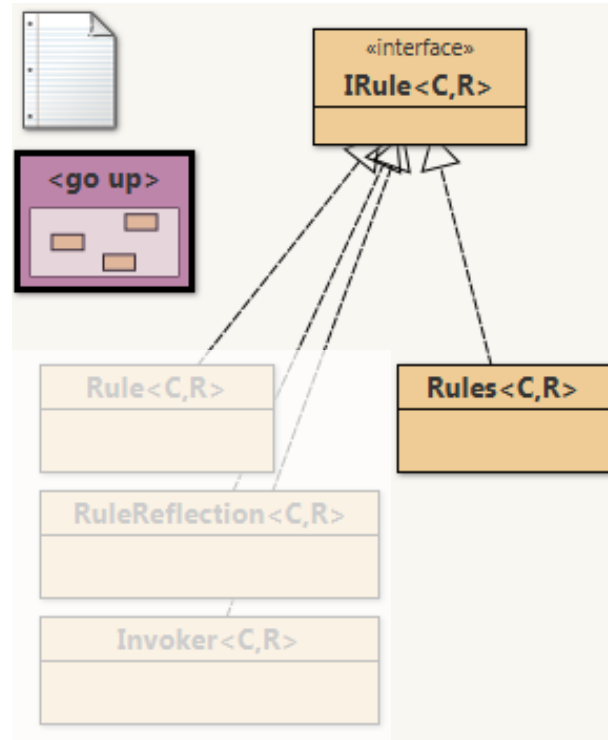 «interface»
IRule<C,R>
<go up>
Rule<C,R>
Rules<C,R>
RuleReflection<C,R>
Invoker<C,R>